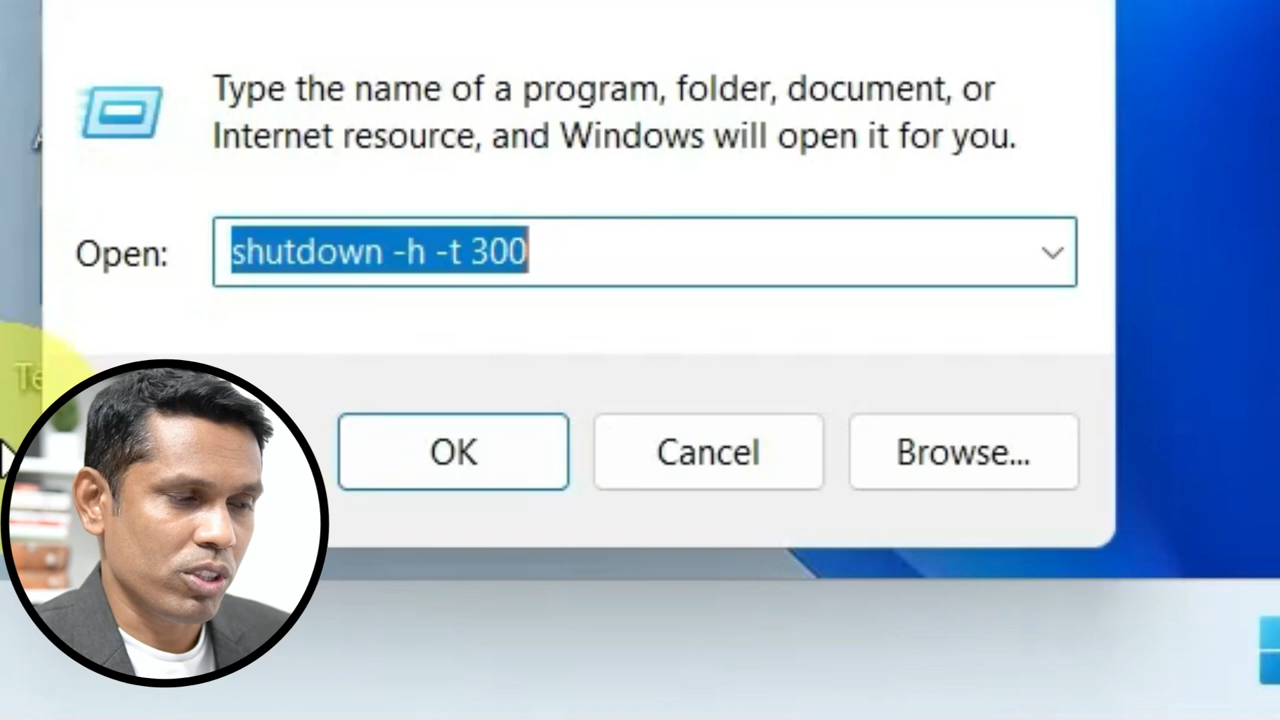 Type the name of a program, folder, document, or
Internet resource, and Windows will open it for you.
Open: shutdown -h -t 300
OK Cancel Browse...